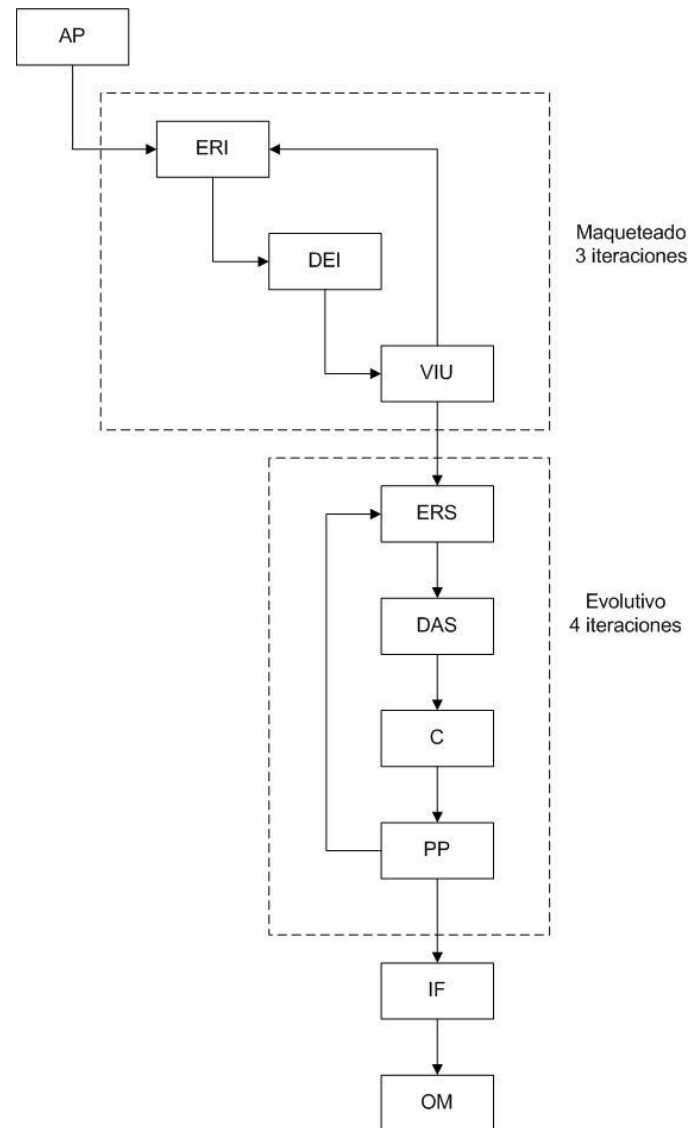 AP
ERI
DEI
Maqueteado
3 iteraciones
VIU
ERS
DAS
Evolutivo
4 iteraciones
C
PP
IF
OM